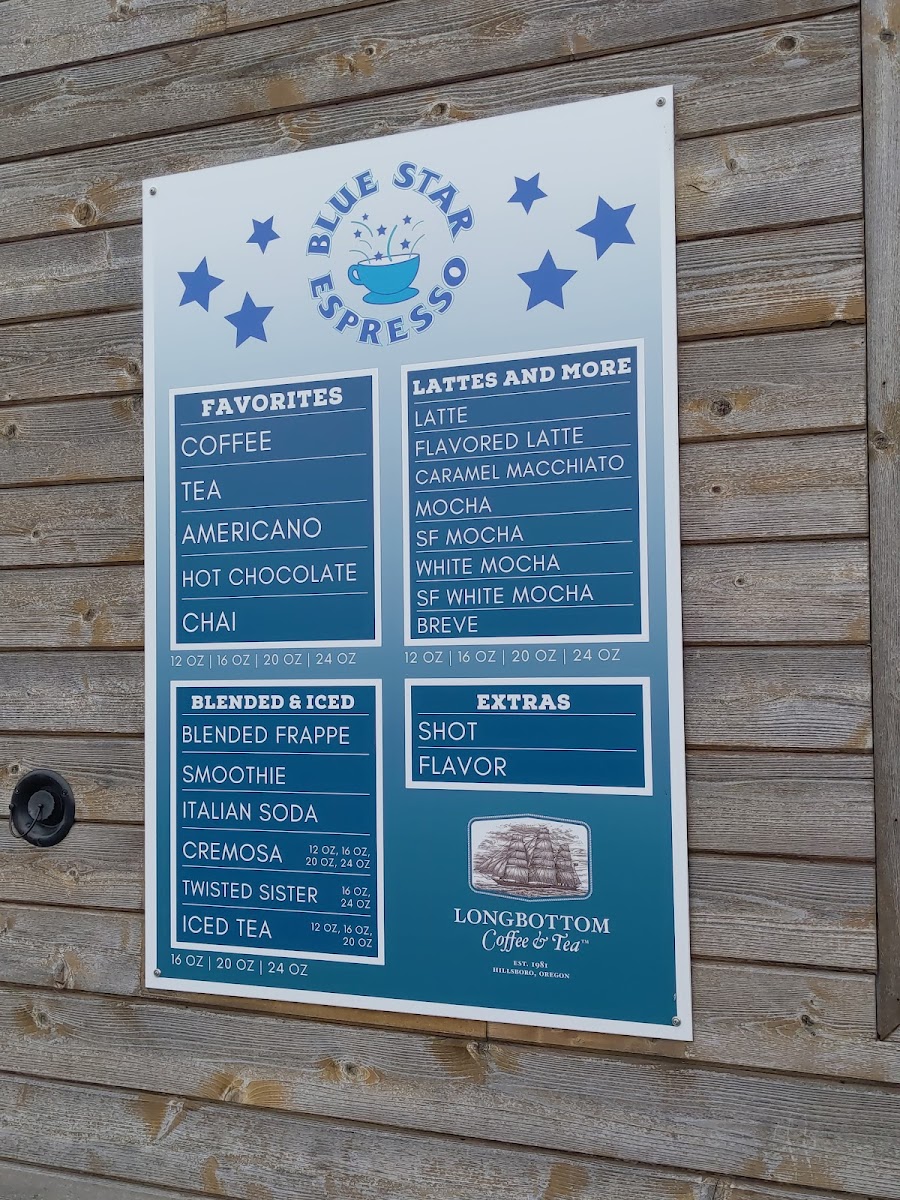 BLUE STAR
ESPRESSO
FAVORITES
COFFEE
TEA
AMERICANO
HOT CHOCOLATE
CHAI
12 OZ | 16 OZ | 20 OZ | 24 OZ
LATTES AND MORE
LATTE
FLAVORED LATTE
CARAMEL MACCHIATO
MOCHA
SF MOCHA
WHITE MOCHA
SF WHITE MOCHA
BREVE
12 OZ | 16 OZ | 20 OZ | 24 OZ
BLENDED & ICED
BLENDED FRAPPE
SMOOTHIE
ITALIAN SODA
CREMOSA 12 OZ, 16 OZ,
20 OZ, 24 OZ
TWISTED SISTER 16 OZ,
24 OZ
ICED TEA 12 OZ, 16 OZ,
20 OZ
16 OZ | 20 OZ | 24 OZ
EXTRAS
SHOT
FLAVOR
LONGBOTTOM
Coffee & Tea™
EST. 1981
HILLSBORO, OREGON